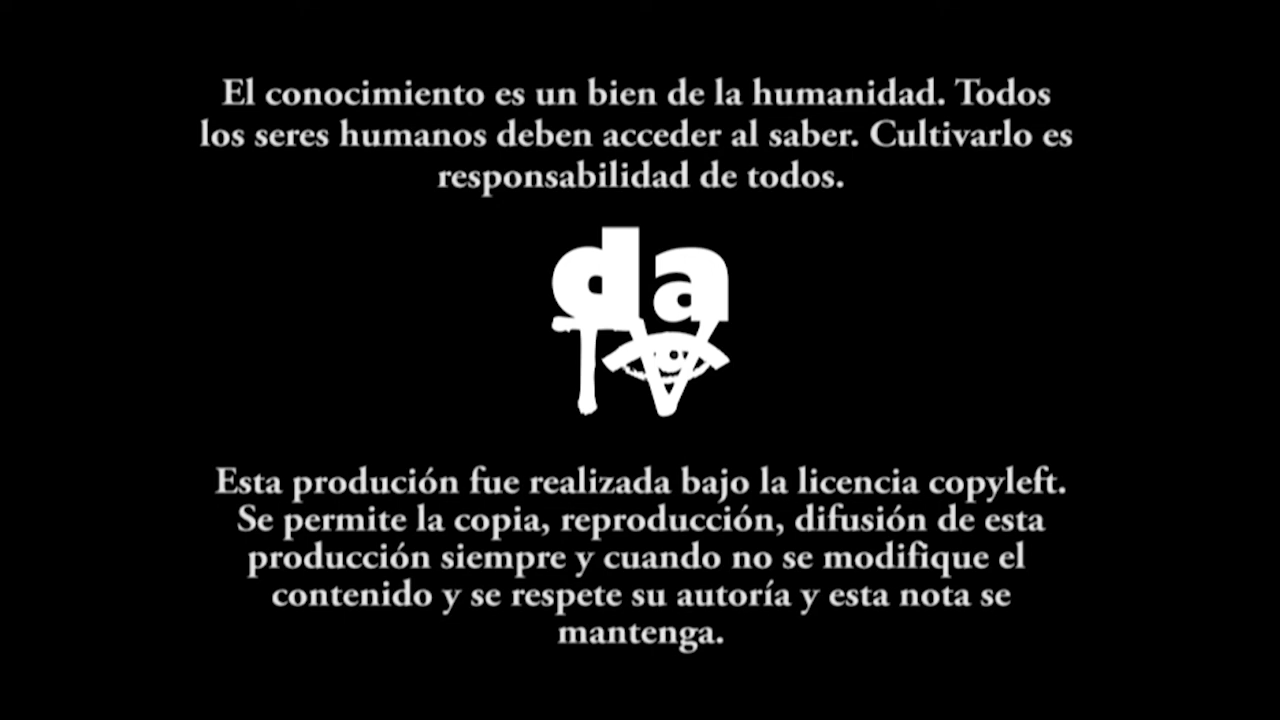 El conocimiento es un bien de la humanidad. Todos
los seres humanos deben acceder al saber. Cultivarlo es
responsabilidad de todos.
da
TV
Esta produción fue realizada bajo la licencia copyleft.
Se permite la copia, reproducción, difusión de esta
producción siempre y cuando no se modifique el
contenido y se respete su autoría y esta nota se
mantenga.